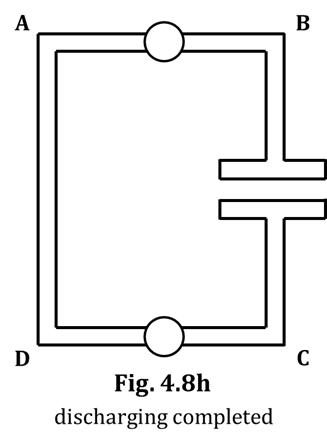 A B
D C
Fig. 4.8h
discharging completed